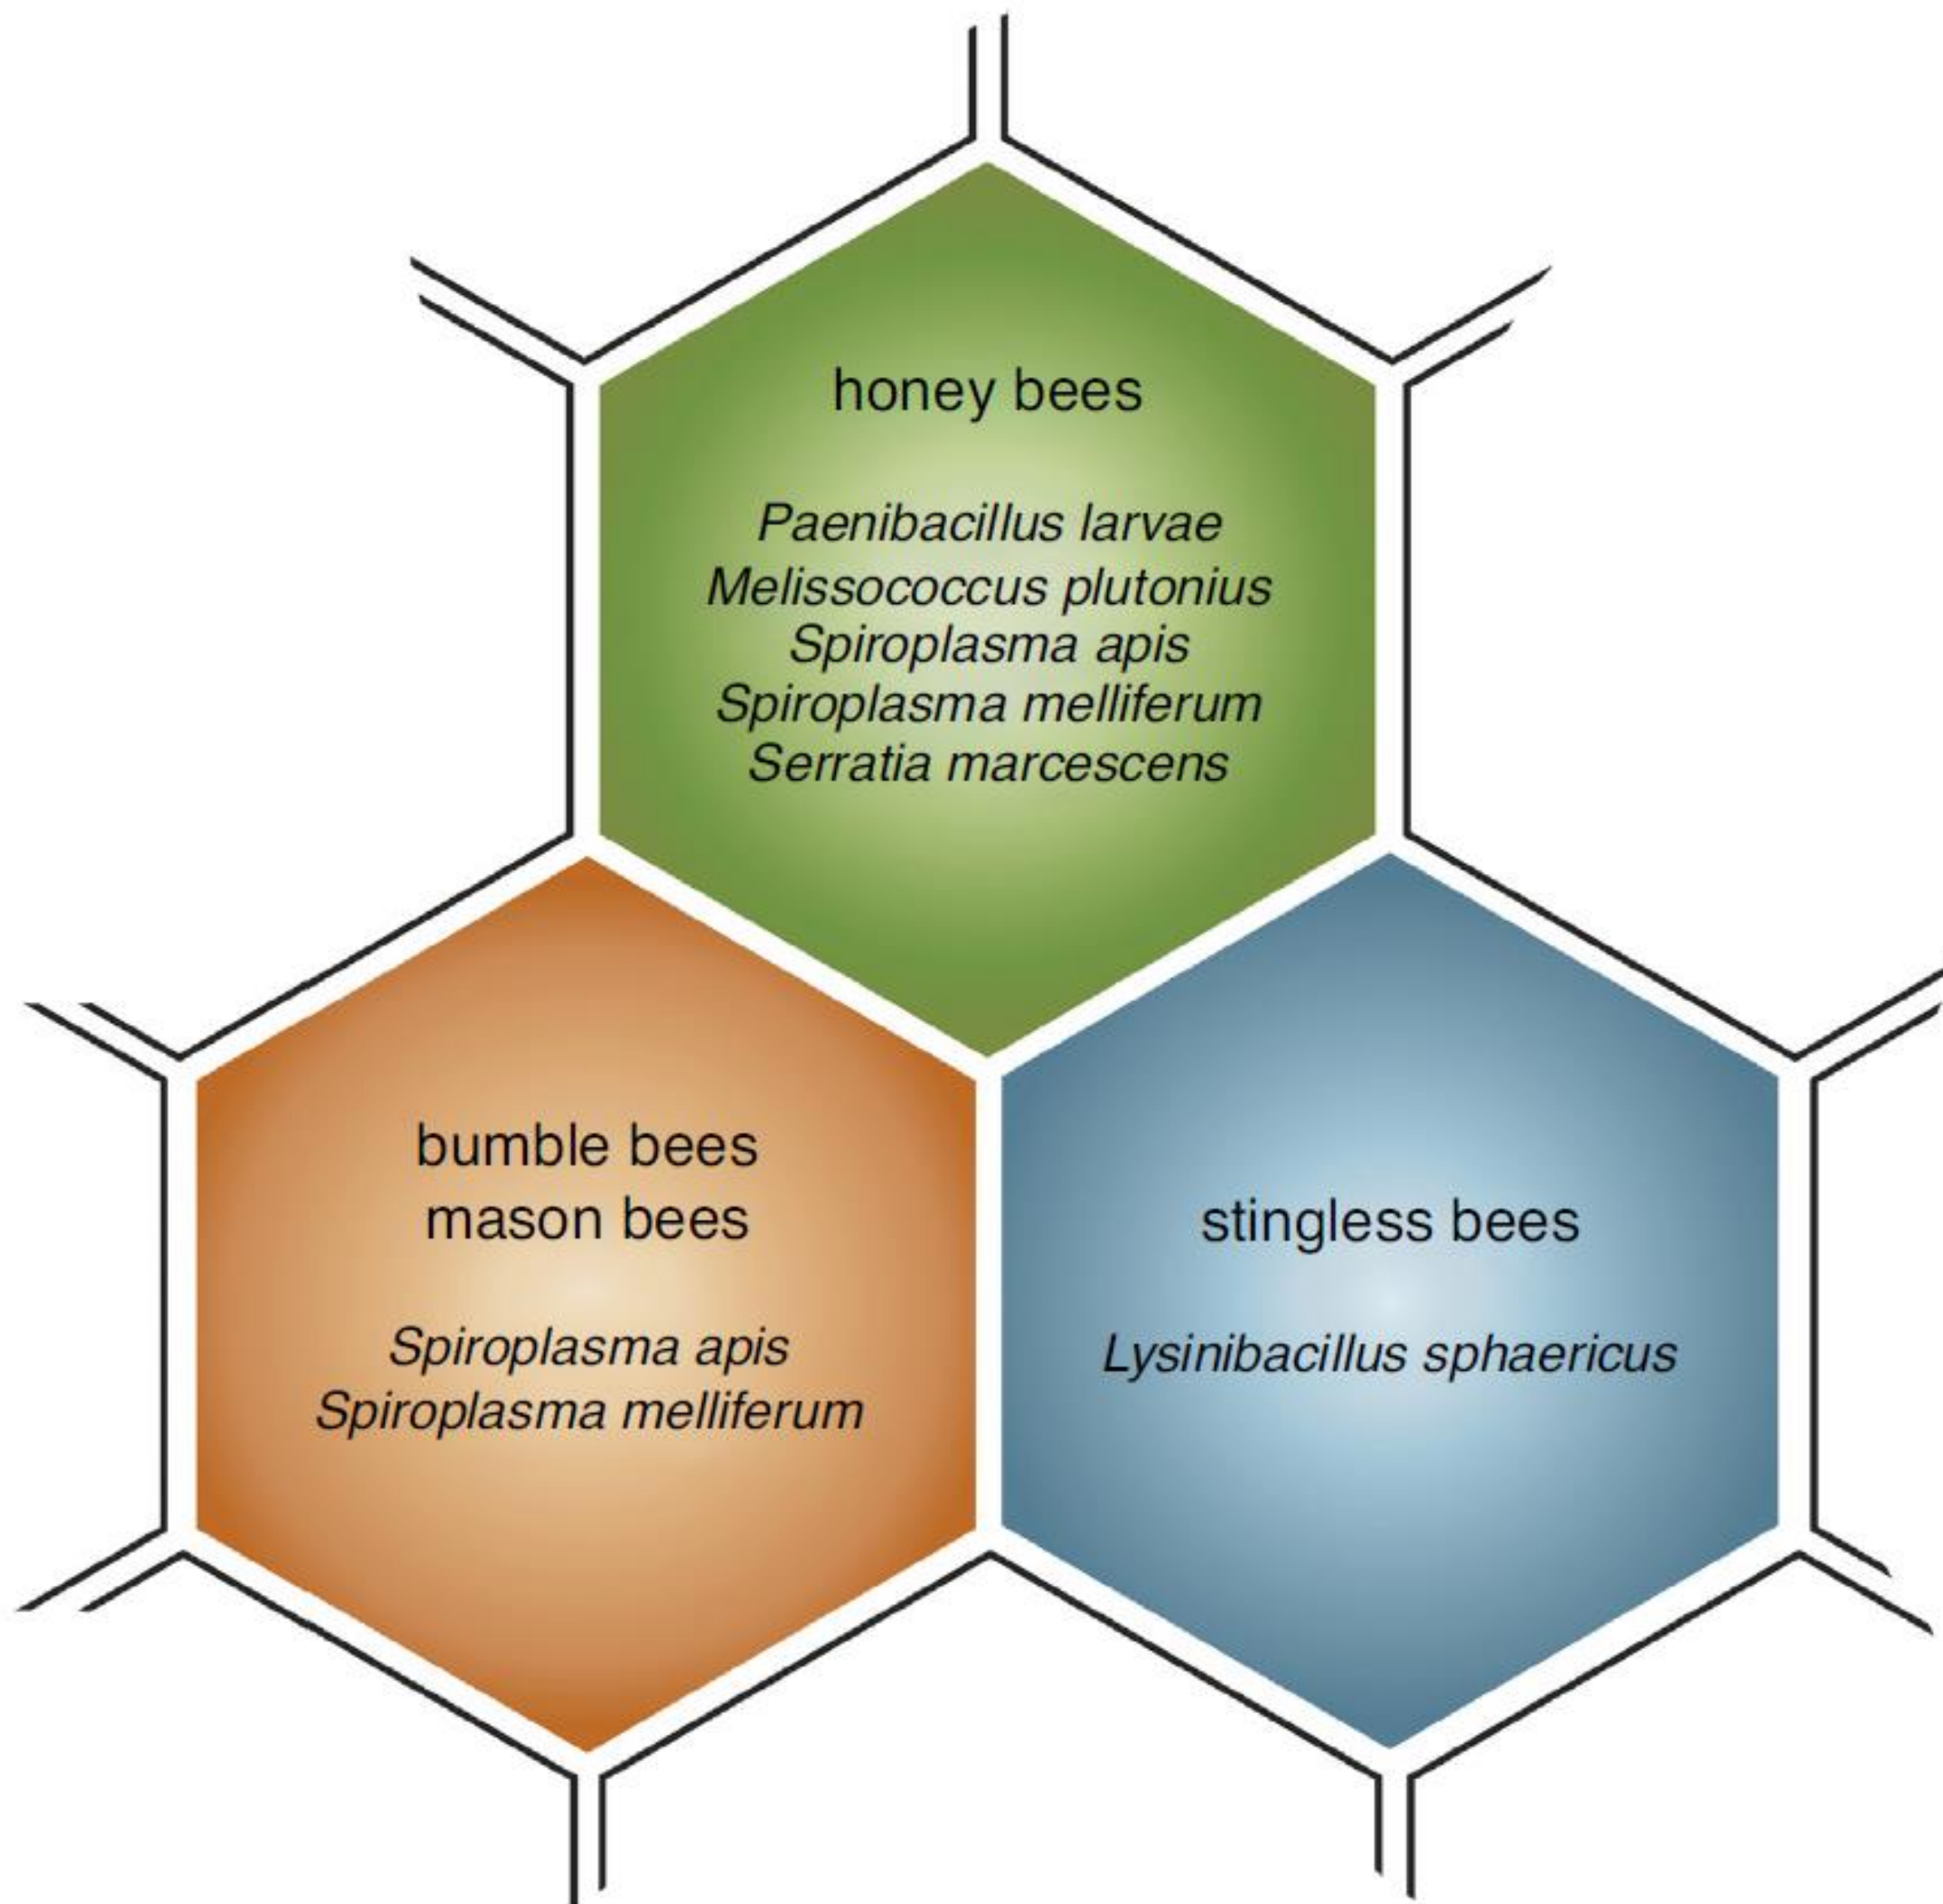 honey bees
Paenibacillus larvae
Melissococcus plutonius
Spiroplasma apis
Spiroplasma melliferum
Serratia marcescens
bumble bees
mason bees
Spiroplasma apis
Spiroplasma melliferum
stingless bees
Lysinibacillus sphaericus